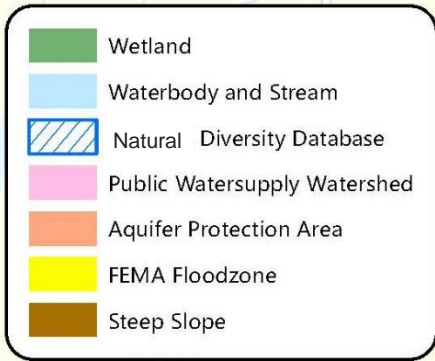 Wetland
Waterbody and Stream
Natural Diversity Database
Public Watersupply Watershed
Aquifer Protection Area
FEMA Floodzone
Steep Slope